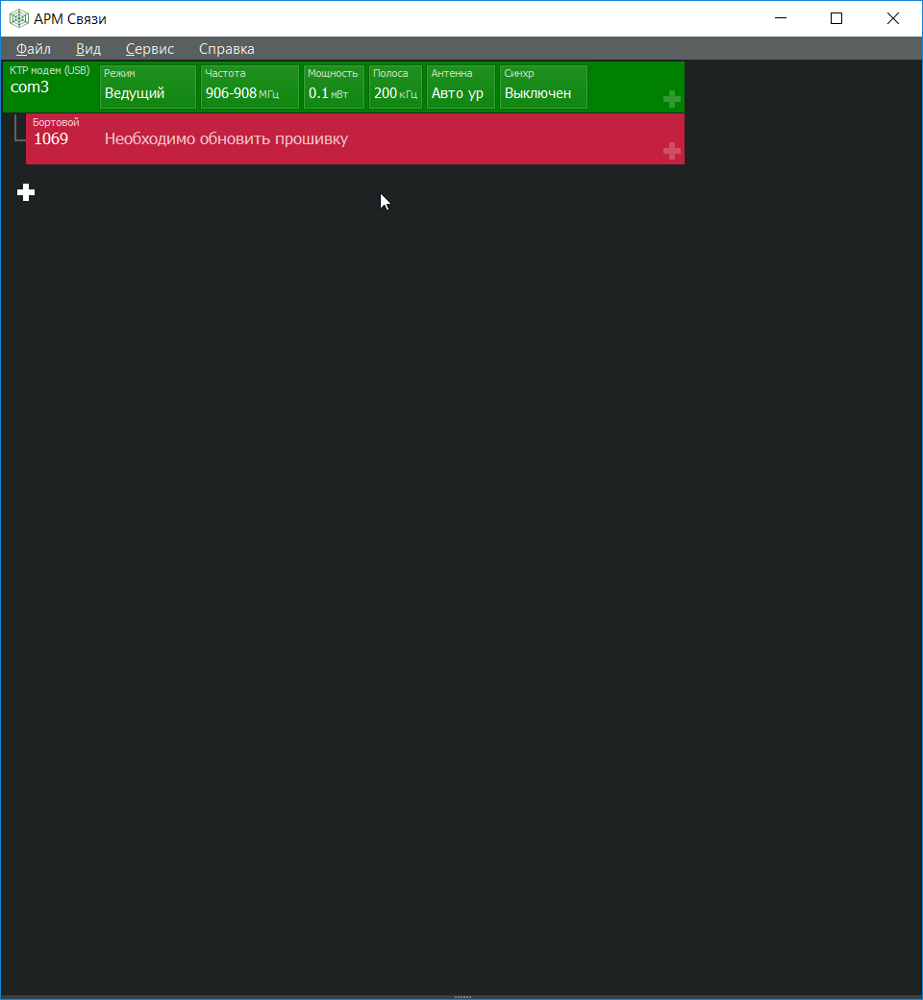 АРМ Связи
Файл Вид Сервис Справка
КТР модем (USB) Режим Частота Мощность Полоса Антенна Синхр
com3 Ведущий 906-908 МГц 0.1 мВт 200 кГц Авто ур Выключен
Бортовой
1069 Необходимо обновить прошивку